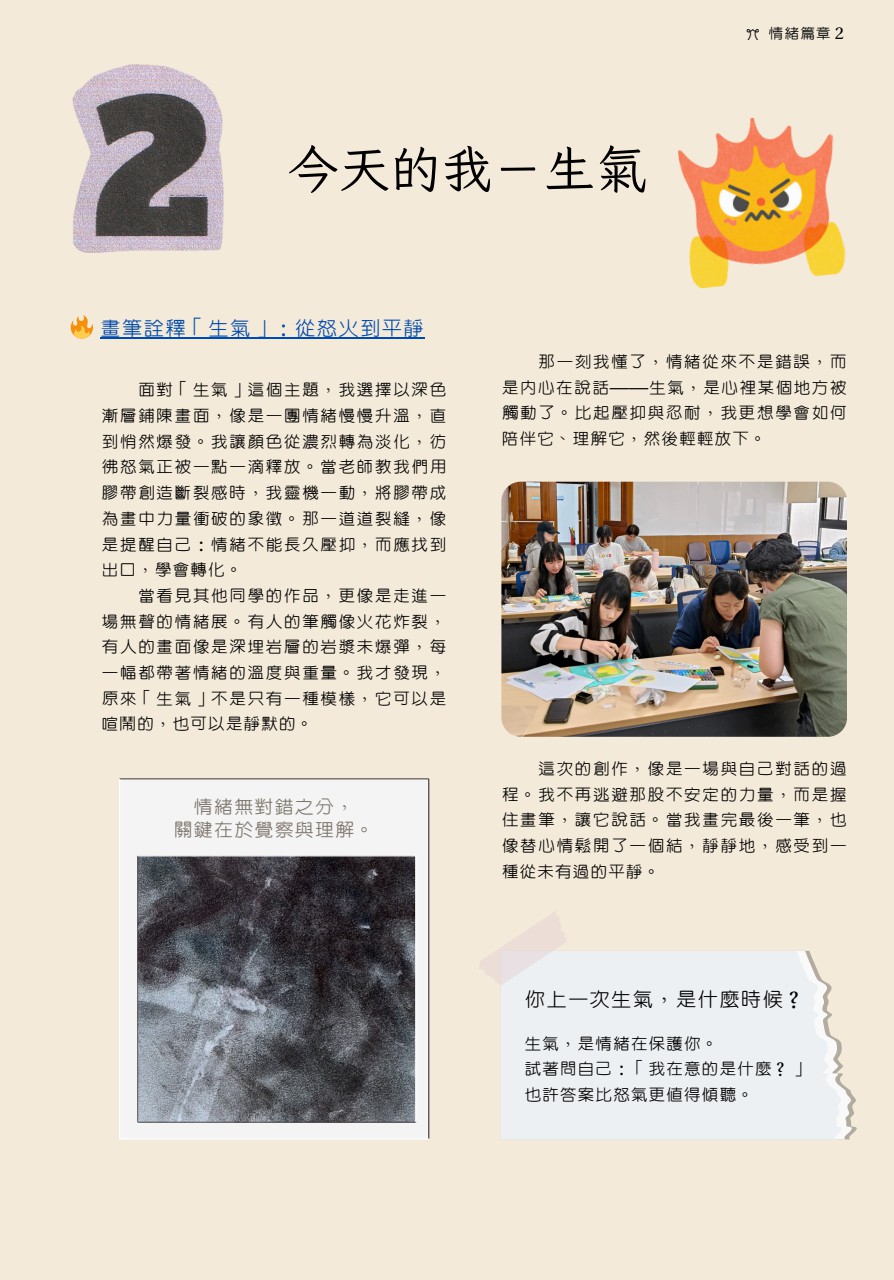 情緒篇章 2
2
今天的我－生氣
畫筆詮釋「生氣」：從怒火到平靜
面對「生氣」這個主題，我選擇以深色
漸層鋪陳畫面，像是一團情緒慢慢升溫，直
到悄然爆發。我讓顏色從濃烈轉為淡化，彷
彿怒氣正被一點一滴釋放。當老師教我們用
膠帶創造斷裂感時，我靈機一動，將膠帶成
為畫中力量衝破的象徵。那一道道裂縫，像
是提醒自己：情緒不能長久壓抑，而應找到
出口，學會轉化。
當看見其他同學的作品，更像是走進一
場無聲的情緒展。有人的筆觸像火花炸裂，
有人的畫面像是深埋岩層的岩漿未爆彈，每
一幅都帶著情緒的溫度與重量。我才發現，
原來「生氣」不是只有一種模樣，它可以是
喧鬧的，也可以是靜默的。
情緒無對錯之分，
關鍵在於覺察與理解。
那一刻我懂了，情緒從來不是錯誤，而
是内心在說話——生氣，是心裡某個地方被
觸動了。比起壓抑與忍耐，我更想學會如何
陪伴它、理解它，然後輕輕放下。
這次的創作，像是一場與自己對話的過
程。我不再逃避那股不安定的力量，而是握
住畫筆，讓它說話。當我畫完最後一筆，也
像替心情鬆開了一個結，靜靜地，感受到一
種從未有過的平靜。
你上一次生氣，是什麼時候？
生氣，是情緒在保護你。
試著問自己：「我在意的是什麼？」
也許答案比怒氣更值得傾聽。